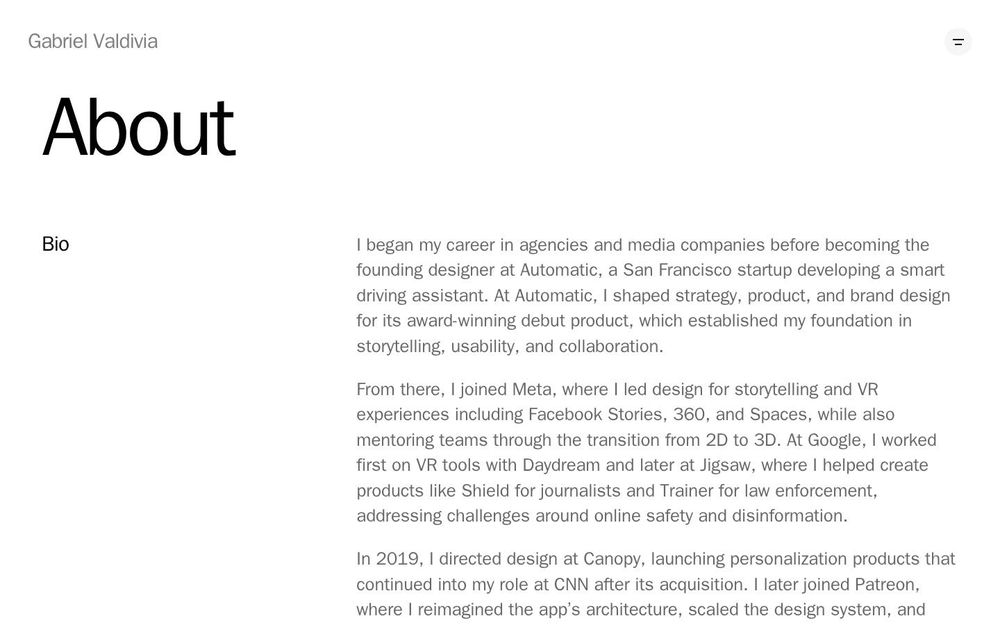 Gabriel Valdivia
About
Bio
I began my career in agencies and media companies before becoming the
founding designer at Automatic, a San Francisco startup developing a smart
driving assistant. At Automatic, I shaped strategy, product, and brand design
for its award-winning debut product, which established my foundation in
storytelling, usability, and collaboration.
From there, I joined Meta, where I led design for storytelling and VR
experiences including Facebook Stories, 360, and Spaces, while also
mentoring teams through the transition from 2D to 3D. At Google, I worked
first on VR tools with Daydream and later at Jigsaw, where I helped create
products like Shield for journalists and Trainer for law enforcement,
addressing challenges around online safety and disinformation.
In 2019, I directed design at Canopy, launching personalization products that
continued into my role at CNN after its acquisition. I later joined Patreon,
where I reimagined the app’s architecture, scaled the design system, and